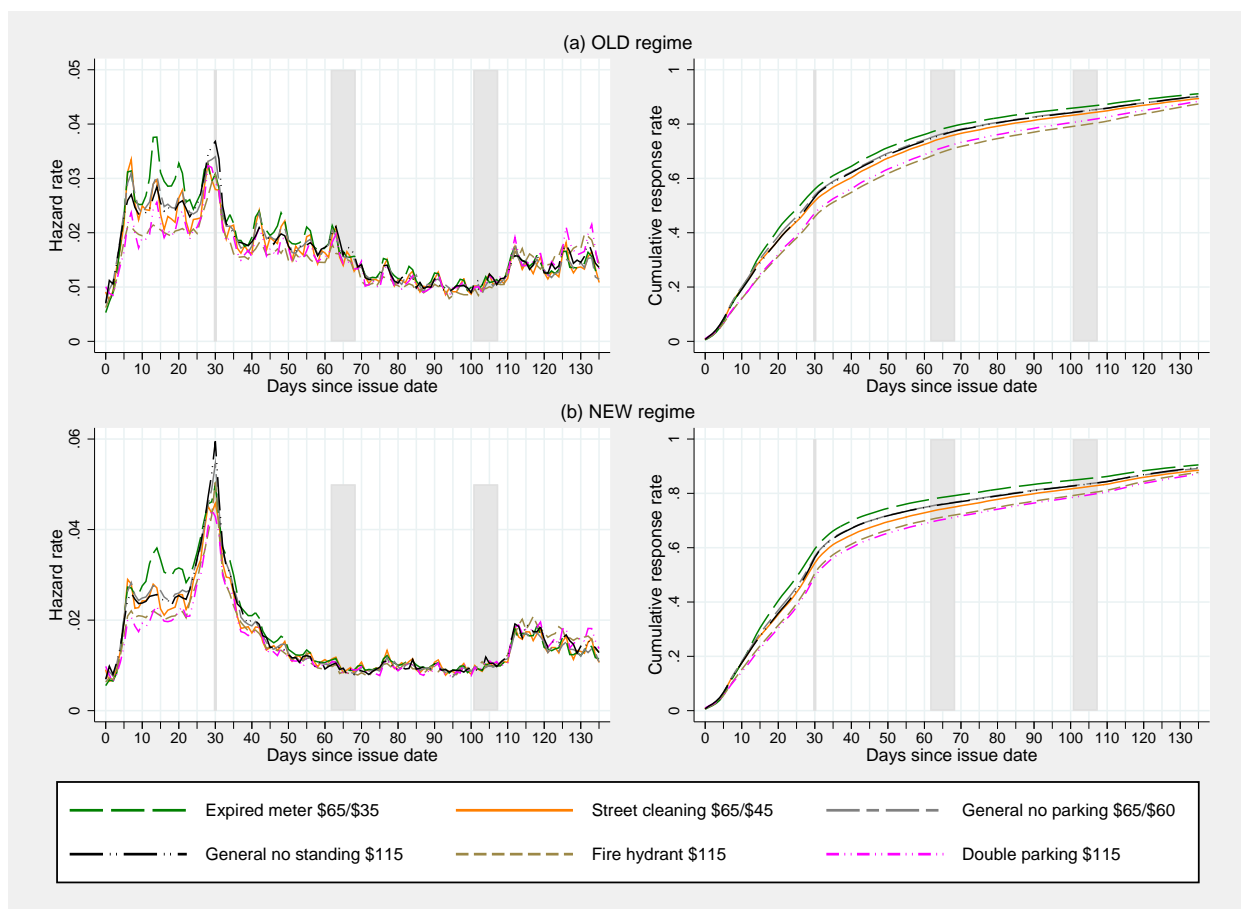 (a) OLD regime
Hazard rate
0 .01 .02 .03 .04 .05
0 10 20 30 40 50 60 70 80 90 100 110 120 130
Days since issue date
Cumulative response rate
0 .2 .4 .6 .8 1
0 10 20 30 40 50 60 70 80 90 100 110 120 130
Days since issue date
(b) NEW regime
Hazard rate
0 .02 .04 .06
0 10 20 30 40 50 60 70 80 90 100 110 120 130
Days since issue date
Cumulative response rate
0 .2 .4 .6 .8 1
0 10 20 30 40 50 60 70 80 90 100 110 120 130
Days since issue date
Expired meter $65/$35 Street cleaning $65/$45 General no parking $65/$60
General no standing $115 Fire hydrant $115 Double parking $115